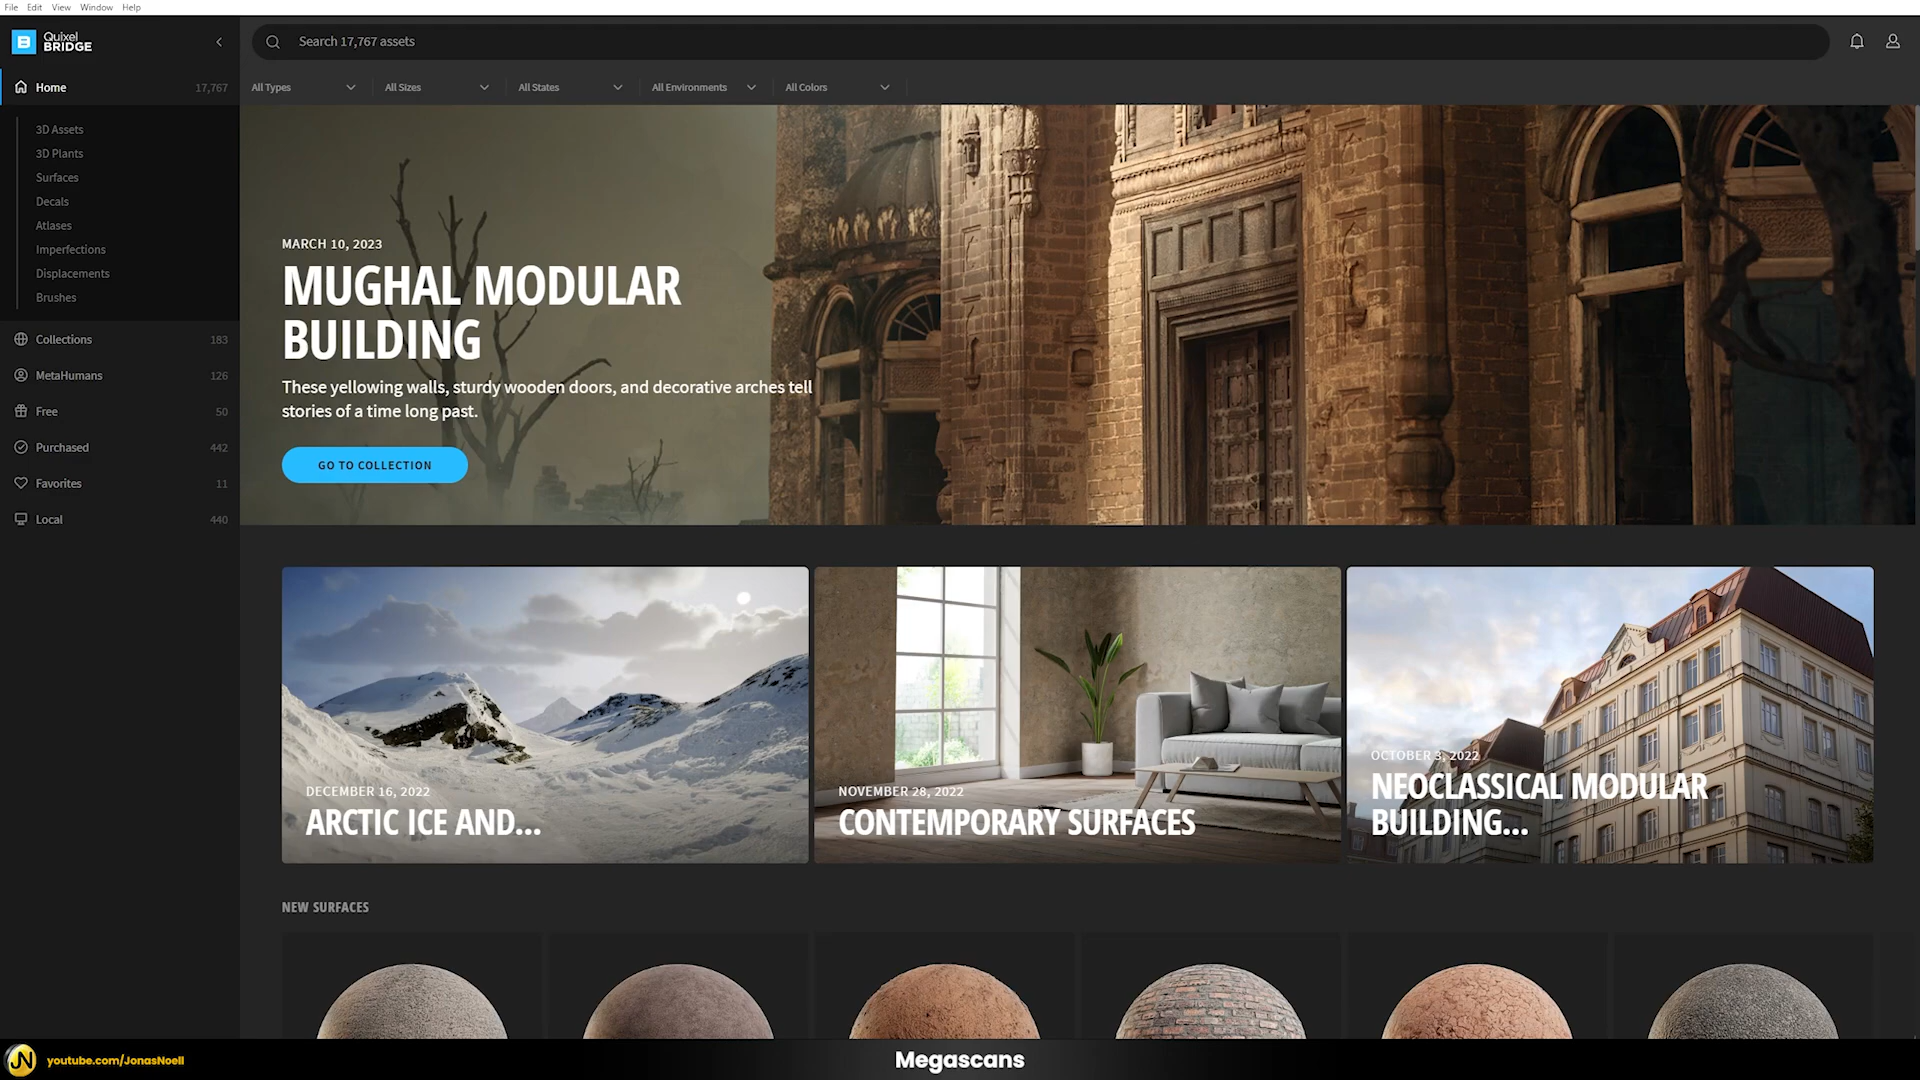 File Edit View Window Help
Quixel
BRIDGE
Search 17,767 assets
Home 17,767
All Types All Sizes All States All Environments All Colors
3D Assets
3D Plants
Surfaces
Decals
Atlases
Imperfections
Displacements
Brushes
Collections 183
MetaHumans 126
Free 50
Purchased 442
Favorites 11
Local 440
MARCH 10, 2023
MUGHAL MODULAR
BUILDING
These yellowing walls, sturdy wooden doors, and decorative arches tell
stories of a time long past.
GO TO COLLECTION
DECEMBER 16, 2022
ARCTIC ICE AND...
NOVEMBER 28, 2022
CONTEMPORARY SURFACES
OCTOBER 3, 2022
NEOCLASSICAL MODULAR
BUILDING...
NEW SURFACES
JN youtube.com/JonasNoell
Megascans